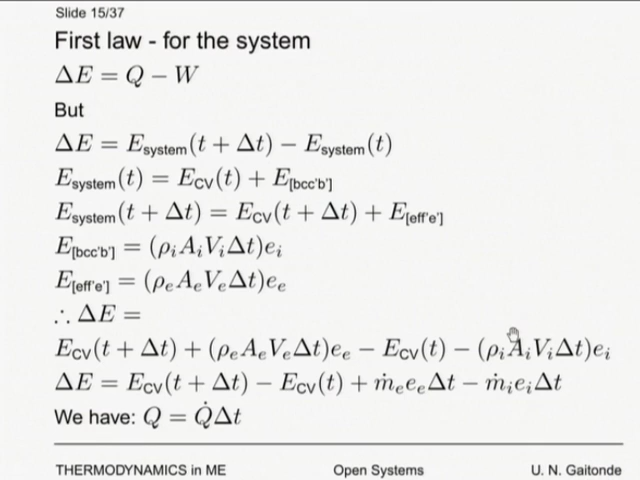 Slide 15/37
First law - for the system
ΔE = Q − W
But
ΔE = E_system(t + Δt) − E_system(t)
E_system(t) = E_CV(t) + E_[bcc'b']
E_system(t + Δt) = E_CV(t + Δt) + E_[eff'e']
E_[bcc'b'] = (ρ_i A_i V_i Δt)e_i
E_[eff'e'] = (ρ_e A_e V_e Δt)e_e
∴ ΔE =
E_CV(t + Δt) + (ρ_e A_e V_e Δt)e_e − E_CV(t) − (ρ_i A_i V_i Δt)e_i
ΔE = E_CV(t + Δt) − E_CV(t) + ṁ_e e_e Δt − ṁ_i e_i Δt
We have: Q = Q̇Δt
THERMODYNAMICS in ME Open Systems U. N. Gaitonde